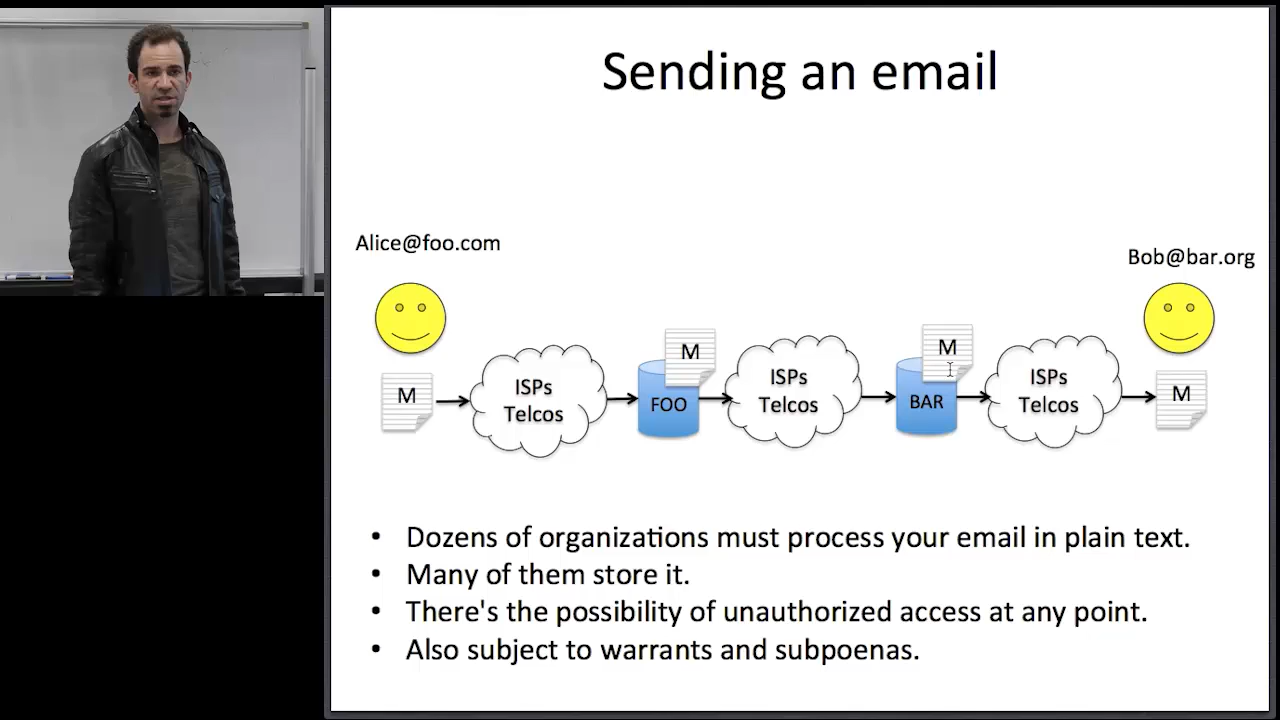 Sending an email
Alice@foo.com
Bob@bar.org
M
ISPs
Telcos
M
FOO
ISPs
Telcos
M
BAR
ISPs
Telcos
M
• Dozens of organizations must process your email in plain text.
• Many of them store it.
• There's the possibility of unauthorized access at any point.
• Also subject to warrants and subpoenas.